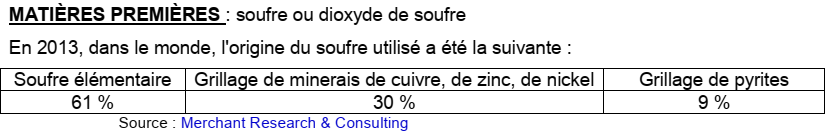 MATIÈRES PREMIÈRES : soufre ou dioxyde de soufre
En 2013, dans le monde, l'origine du soufre utilisé a été la suivante :
Soufre élémentaire Grillage de minerais de cuivre, de zinc, de nickel Grillage de pyrites
61 % 30 % 9 %
Source : Merchant Research & Consulting